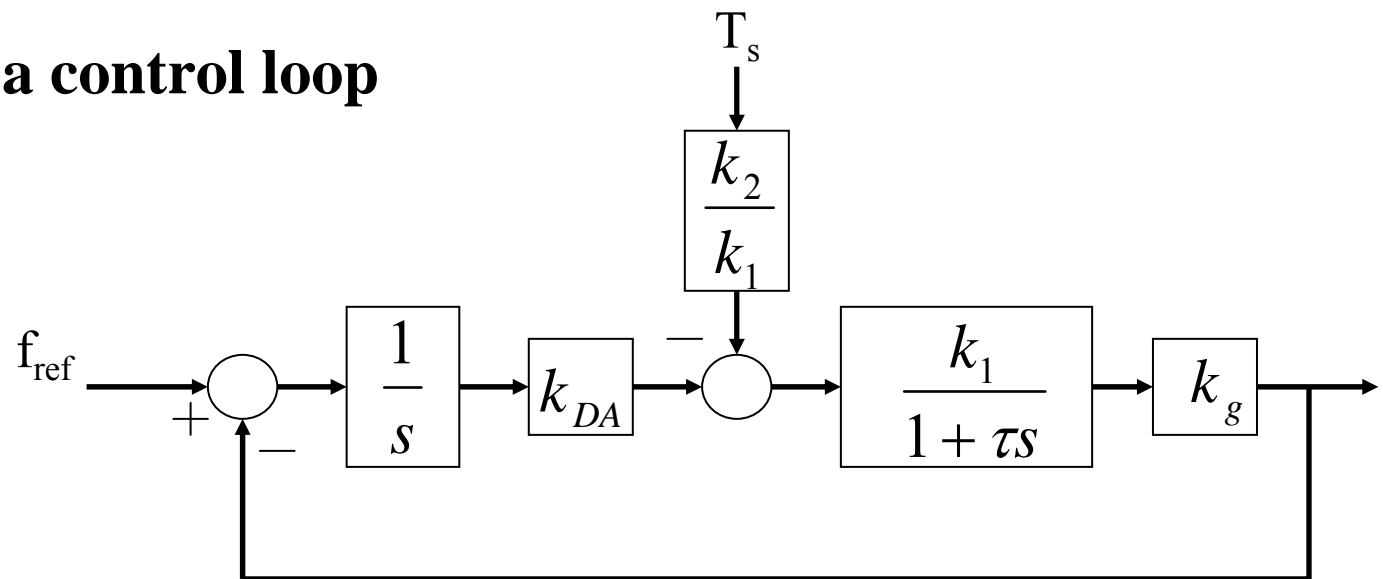 a control loop
T_s
k_2
k_1
f_ref
+
−
1
s
k_DA
−
k_1
1 + τs
k_g